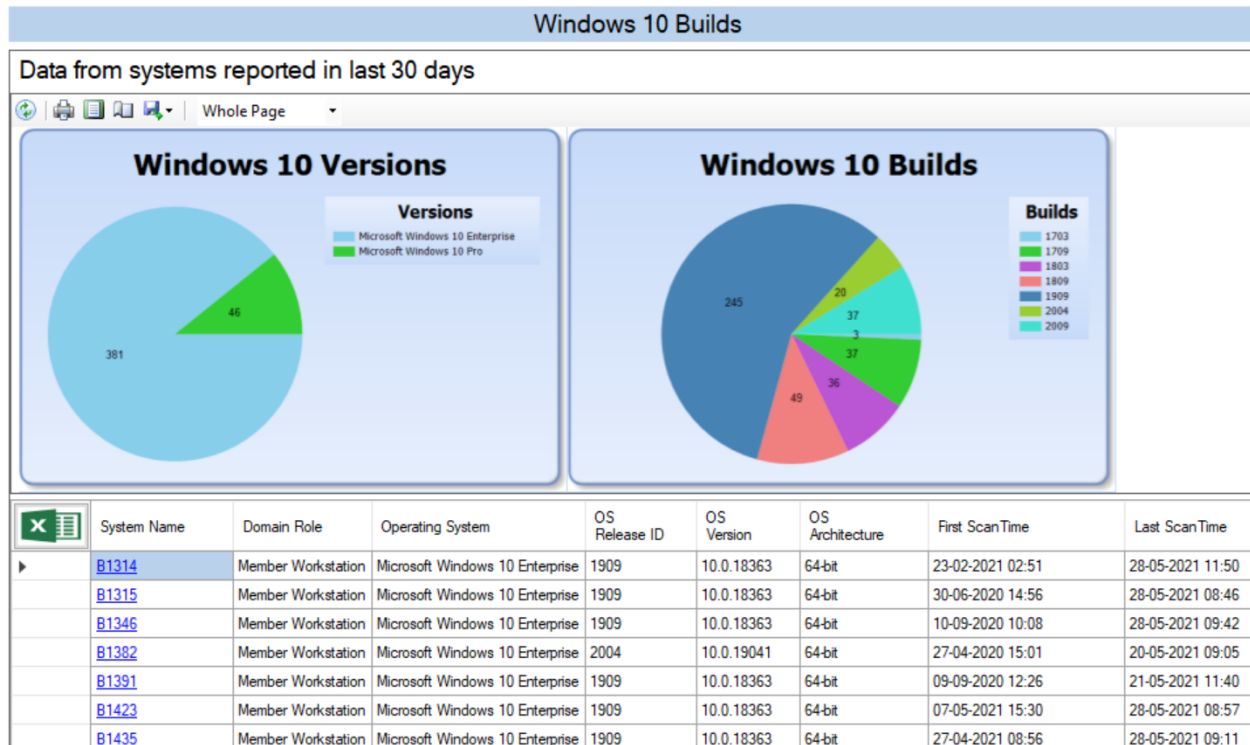 Windows 10 Builds
Data from systems reported in last 30 days
Whole Page
Windows 10 Versions
Versions
Microsoft Windows 10 Enterprise
Microsoft Windows 10 Pro
46
381
Windows 10 Builds
Builds
1703
1709
1803
1809
1909
2004
2009
20
245
37
3
37
36
49
System Name Domain Role Operating System OS Release ID OS Version OS Architecture First ScanTime Last ScanTime
B1314 Member Workstation Microsoft Windows 10 Enterprise 1909 10.0.18363 64-bit 23-02-2021 02:51 28-05-2021 11:50
B1315 Member Workstation Microsoft Windows 10 Enterprise 1909 10.0.18363 64-bit 30-06-2020 14:56 28-05-2021 08:46
B1346 Member Workstation Microsoft Windows 10 Enterprise 1909 10.0.18363 64-bit 10-09-2020 10:08 28-05-2021 09:42
B1382 Member Workstation Microsoft Windows 10 Enterprise 2004 10.0.19041 64-bit 27-04-2020 15:01 20-05-2021 09:05
B1391 Member Workstation Microsoft Windows 10 Enterprise 1909 10.0.18363 64-bit 09-09-2020 12:26 21-05-2021 11:40
B1423 Member Workstation Microsoft Windows 10 Enterprise 1909 10.0.18363 64-bit 07-05-2021 15:30 28-05-2021 08:57
B1435 Member Workstation Microsoft Windows 10 Enterprise 1909 10.0.18363 64-bit 27-04-2021 08:56 28-05-2021 09:11